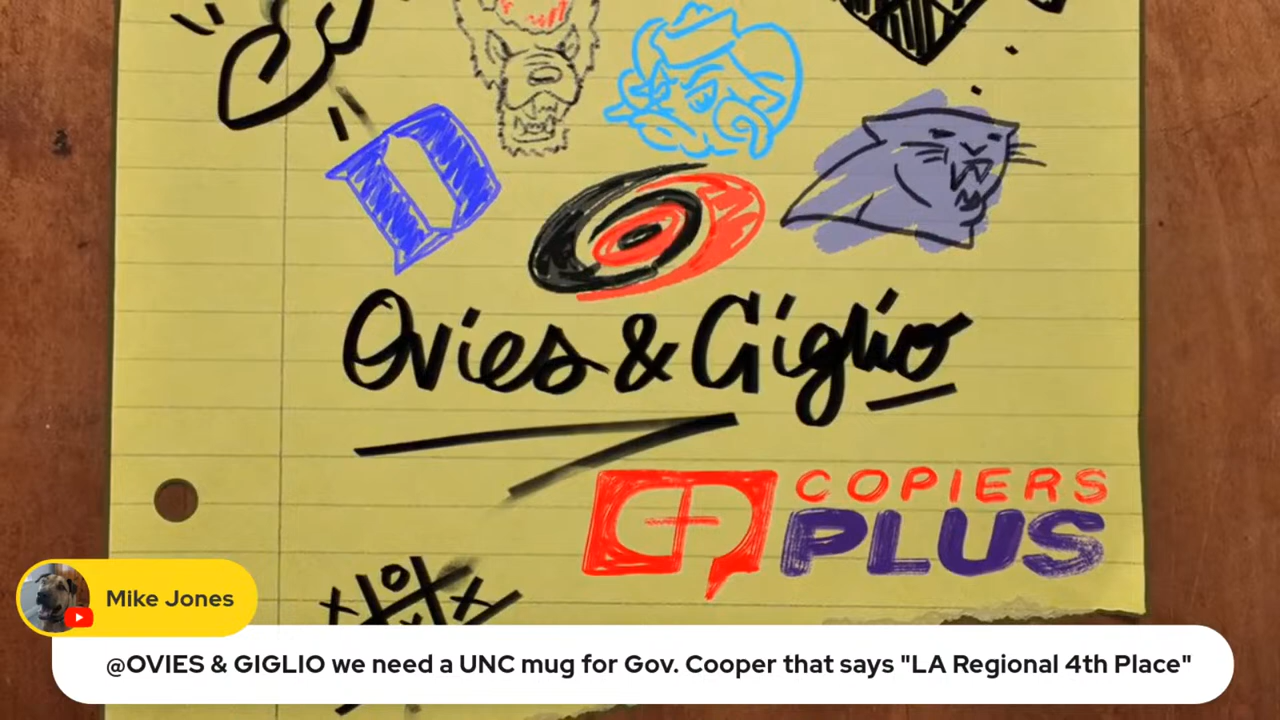 Ovies & Giglio
COPIERS
PLUS
Mike Jones
@OVIES & GIGLIO we need a UNC mug for Gov. Cooper that says "LA Regional 4th Place"